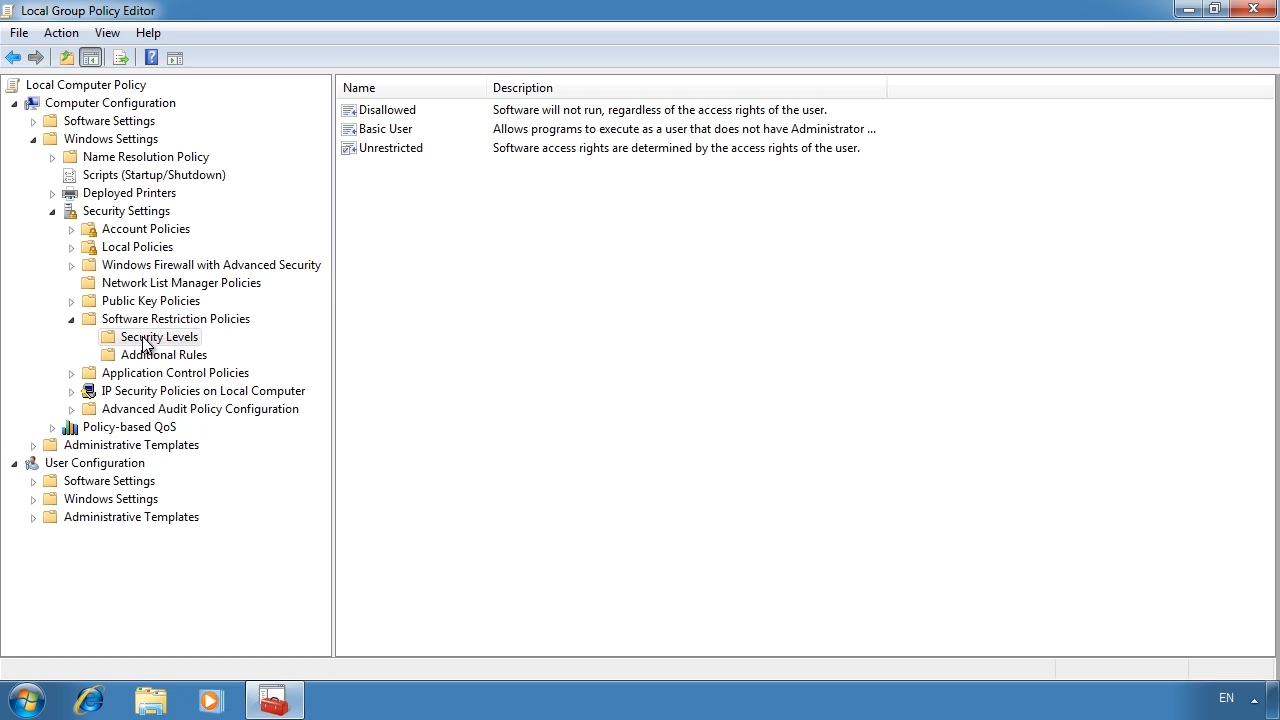 Local Group Policy Editor
File Action View Help
Local Computer Policy
Computer Configuration
Software Settings
Windows Settings
Name Resolution Policy
Scripts (Startup/Shutdown)
Deployed Printers
Security Settings
Account Policies
Local Policies
Windows Firewall with Advanced Security
Network List Manager Policies
Public Key Policies
Software Restriction Policies
Security Levels
Additional Rules
Application Control Policies
IP Security Policies on Local Computer
Advanced Audit Policy Configuration
Policy-based QoS
Administrative Templates
User Configuration
Software Settings
Windows Settings
Administrative Templates
Name Description
Disallowed Software will not run, regardless of the access rights of the user.
Basic User Allows programs to execute as a user that does not have Administrator ...
Unrestricted Software access rights are determined by the access rights of the user.
EN